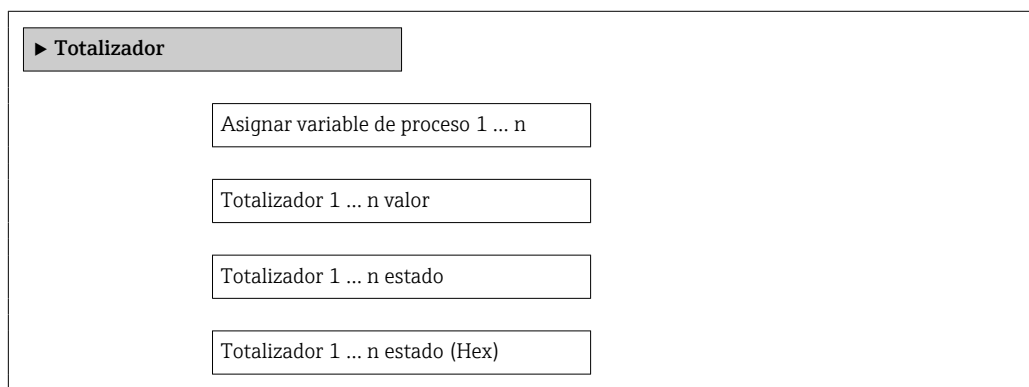 ▶ Totalizador
Asignar variable de proceso 1 … n
Totalizador 1 … n valor
Totalizador 1 … n estado
Totalizador 1 … n estado (Hex)